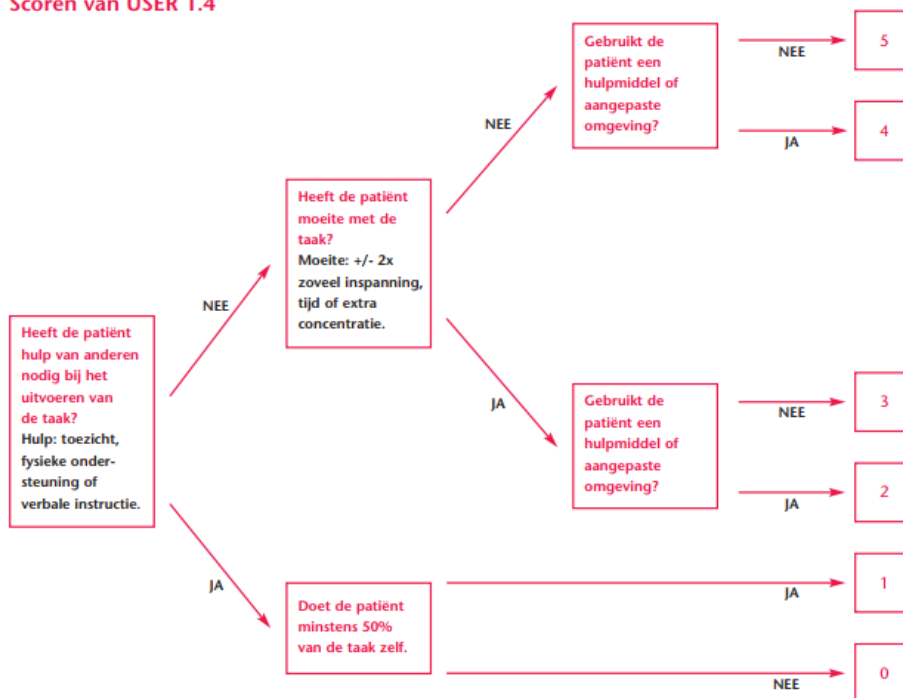 Scoren van USER 1.4
Heeft de patiënt
hulp van anderen
nodig bij het
uitvoeren van
de taak?
Hulp: toezicht,
fysieke onder-
steuning of
verbale instructie.
NEE
JA
Heeft de patiënt
moeite met de
taak?
Moeite: +/- 2x
zoveel inspanning,
tijd of extra
concentratie.
NEE
JA
Gebruikt de
patiënt een
hulpmiddel of
aangepaste
omgeving?
NEE
5
JA
4
Gebruikt de
patiënt een
hulpmiddel of
aangepaste
omgeving?
NEE
3
JA
2
Doet de patiënt
minstens 50%
van de taak zelf.
JA
1
NEE
0